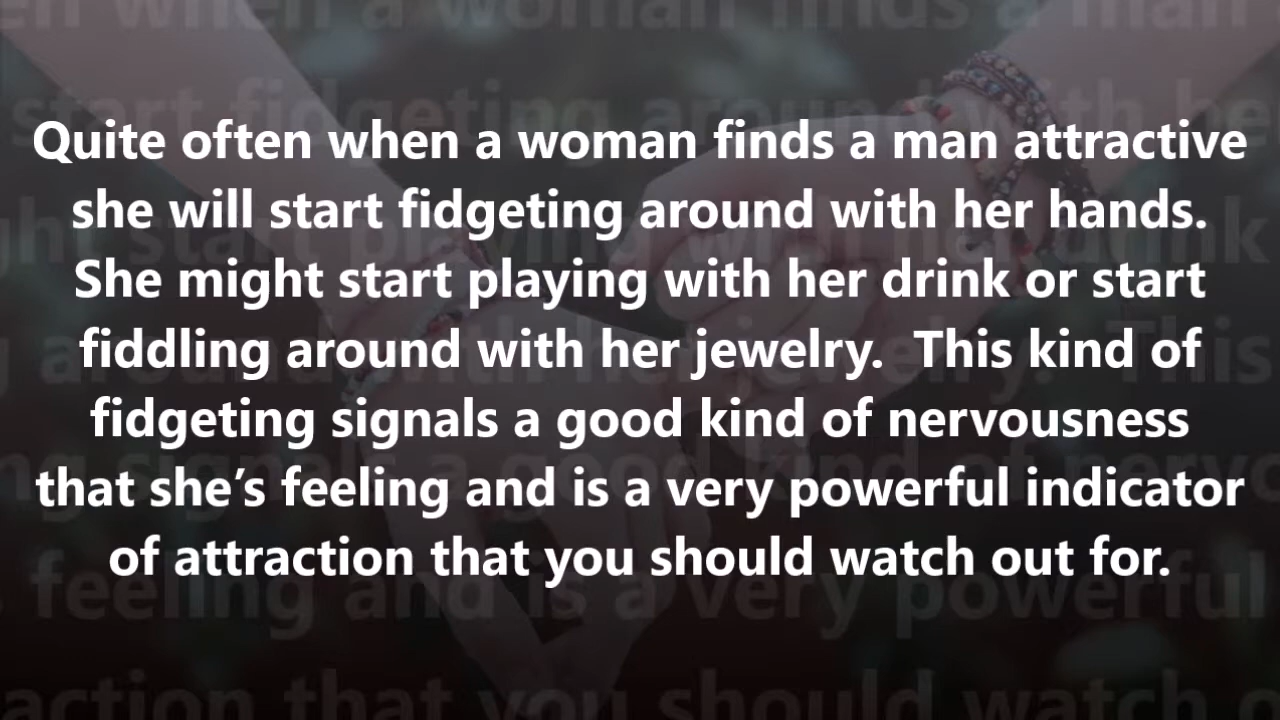 Quite often when a woman finds a man attractive
she will start fidgeting around with her hands.
She might start playing with her drink or start
fiddling around with her jewelry.  This kind of
fidgeting signals a good kind of nervousness
that she’s feeling and is a very powerful indicator
of attraction that you should watch out for.